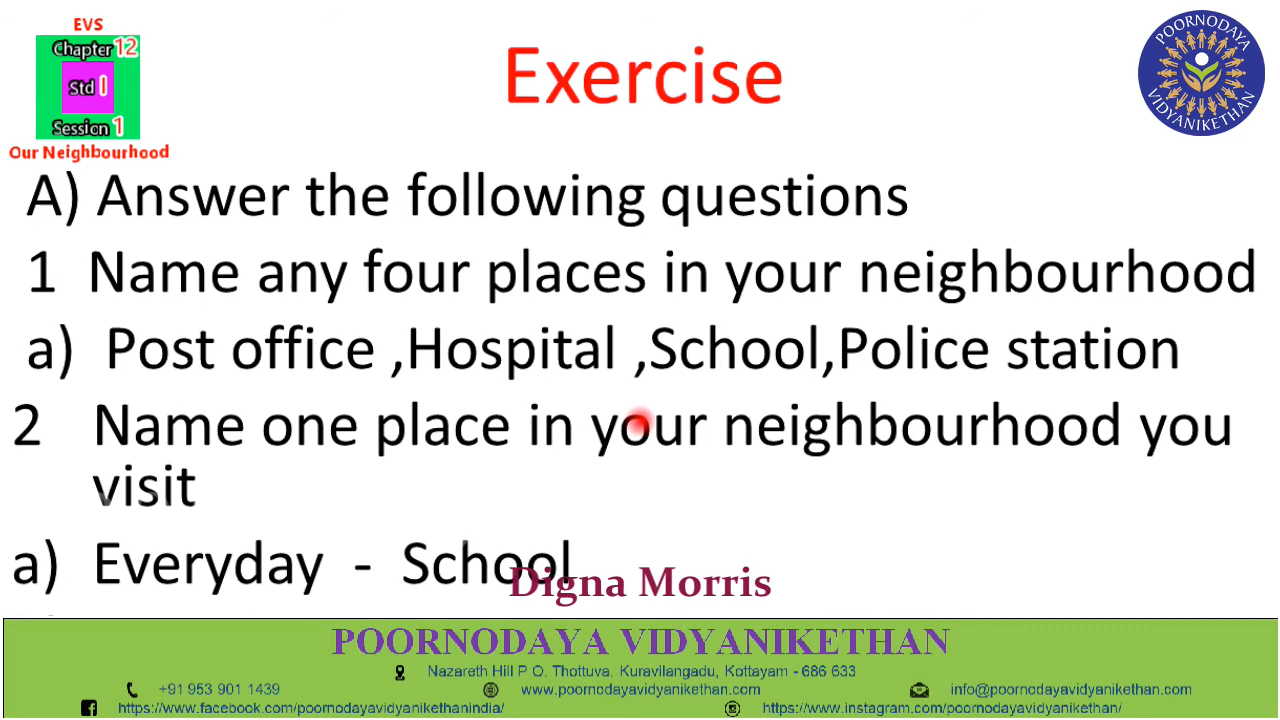 EVS
Chapter 12
Std I
Session 1
Our Neighbourhood
Exercise
POORNODAYA
VIDYANIKETHAN
A) Answer the following questions
1 Name any four places in your neighbourhood
a) Post office ,Hospital ,School,Police station
2 Name one place in your neighbourhood you
visit
a) Everyday - School
Digna Morris
POORNODAYA VIDYANIKETHAN
Nazareth Hill P O, Thottuva, Kuravilangadu, Kottayam - 686 633
+91 953 901 1439 www.poornodayavidyanikethan.com info@poornodayavidyanikethan.com
https://www.facebook.com/poornodayavidyanikethanindia/ https://www.instagram.com/poornodayavidyanikethan/